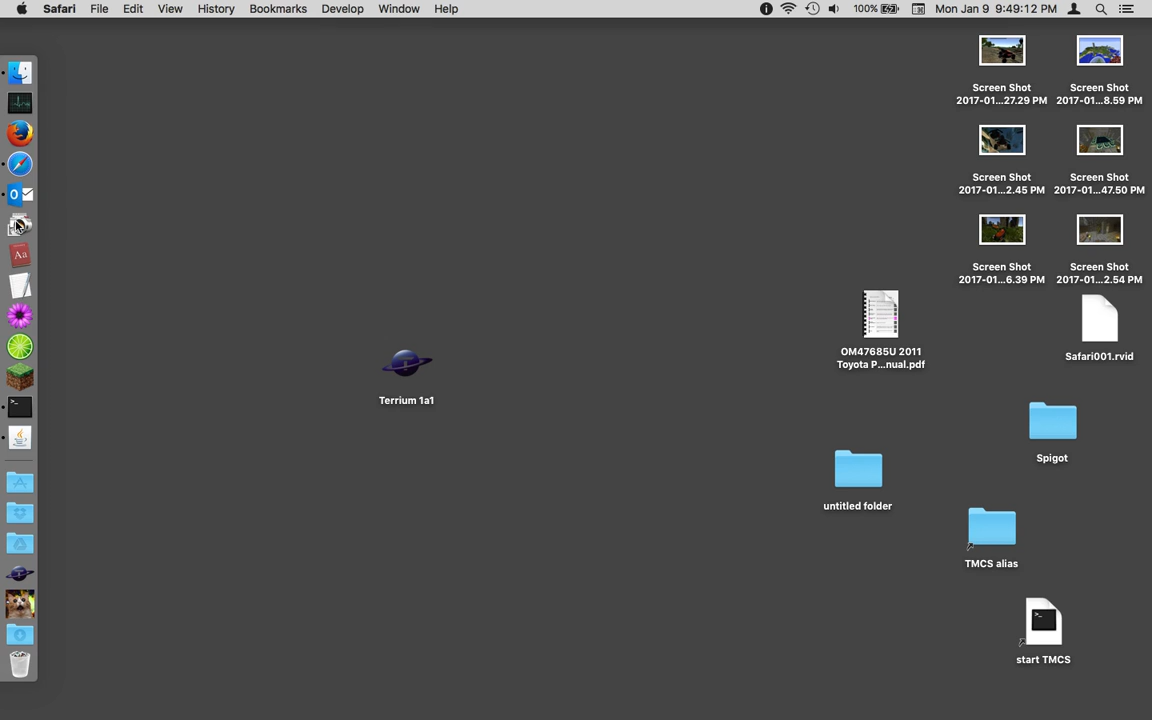 Safari File Edit View History Bookmarks Develop Window Help 100% Mon Jan 9 9:49:12 PM
Screen Shot
2017-01...27.29 PM
Screen Shot
2017-01...8.59 PM
Screen Shot
2017-01...2.45 PM
Screen Shot
2017-01...47.50 PM
Screen Shot
2017-01...6.39 PM
Screen Shot
2017-01...2.54 PM
OM47685U 2011
Toyota P...nual.pdf
Safari001.rvid
Terrium 1a1
Spigot
untitled folder
TMCS alias
start TMCS